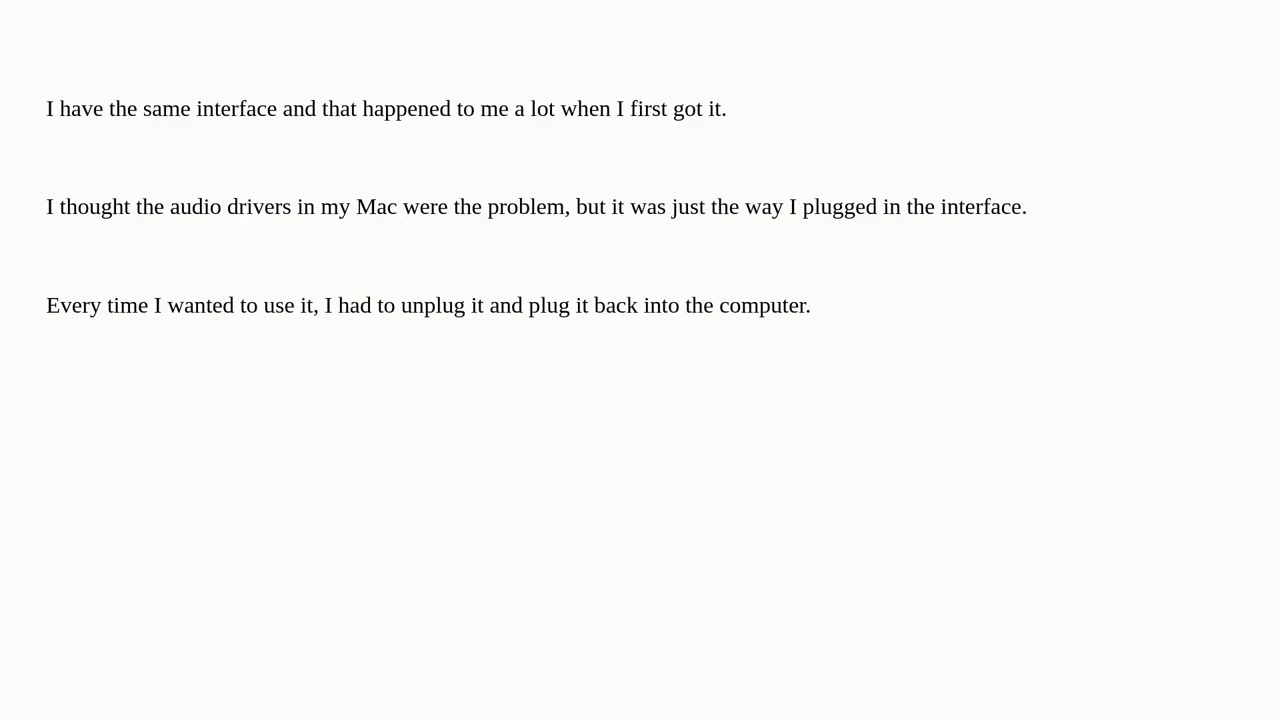 I have the same interface and that happened to me a lot when I first got it.
I thought the audio drivers in my Mac were the problem, but it was just the way I plugged in the interface.
Every time I wanted to use it, I had to unplug it and plug it back into the computer.